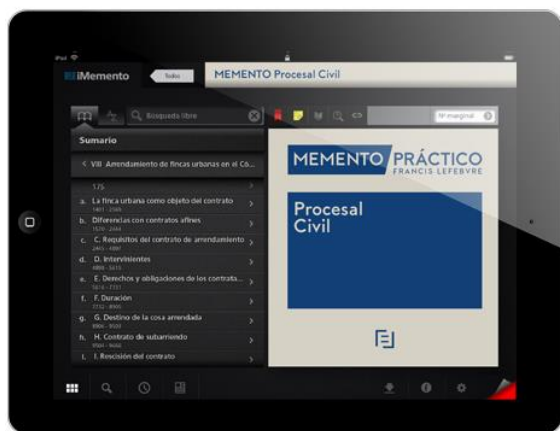 iPad
iMemento
Todos
MEMENTO Procesal Civil
Búsqueda libre
Nº marginal
Sumario
< VIII Arrendamiento de fincas urbanas en el Có...
175
a. La finca urbana como objeto del contrato
b. Diferencias con contratos afines
c. C. Requisitos del contrato de arrendamiento
d. D. Intervinientes
e. E. Derechos y obligaciones de los contrata...
f. F. Duración
g. G. Destino de la cosa arrendada
h. H. Contrato de subarriendo
i. I. Rescisión del contrato
MEMENTO PRÁCTICO
FRANCIS LEFEBVRE
Procesal
Civil